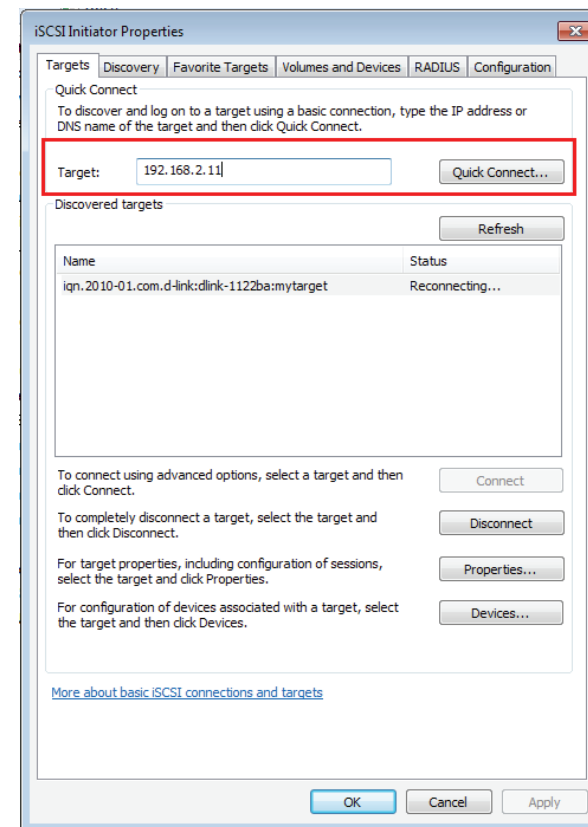 iSCSI Initiator Properties
Targets Discovery Favorite Targets Volumes and Devices RADIUS Configuration
Quick Connect
To discover and log on to a target using a basic connection, type the IP address or
DNS name of the target and then click Quick Connect.
Target: 192.168.2.11 Quick Connect...
Discovered targets
Refresh
Name Status
iqn.2010-01.com.d-link:dlink-1122ba:mytarget Reconnecting...
To connect using advanced options, select a target and then
click Connect.
Connect
To completely disconnect a target, select the target and
then click Disconnect.
Disconnect
For target properties, including configuration of sessions,
select the target and click Properties.
Properties...
For configuration of devices associated with a target, select
the target and then click Devices.
Devices...
More about basic iSCSI connections and targets
OK Cancel Apply